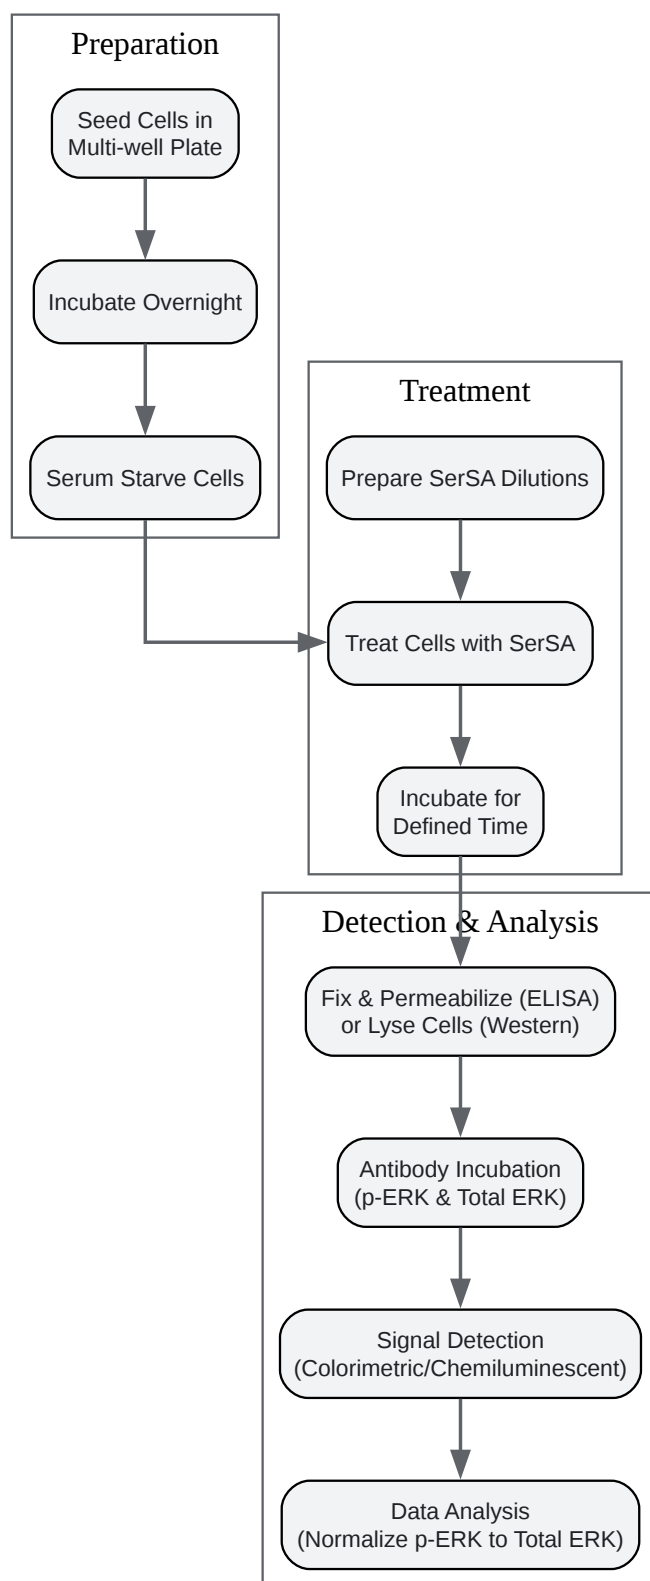 Preparation
Seed Cells in
Multi-well Plate
Incubate Overnight
Serum Starve Cells
Treatment
Prepare SerSA Dilutions
Treat Cells with SerSA
Incubate for
Defined Time
Detection & Analysis
Fix & Permeabilize (ELISA)
or Lyse Cells (Western)
Antibody Incubation
(p-ERK & Total ERK)
Signal Detection
(Colorimetric/Chemiluminescent)
Data Analysis
(Normalize p-ERK to Total ERK)